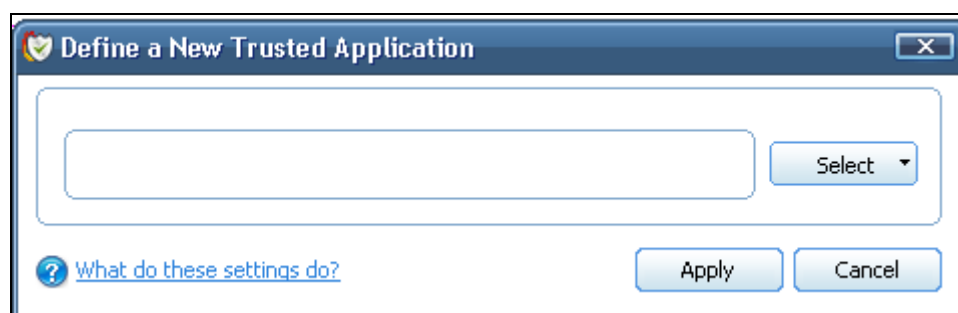 Define a New Trusted Application
Select
What do these settings do?
Apply
Cancel